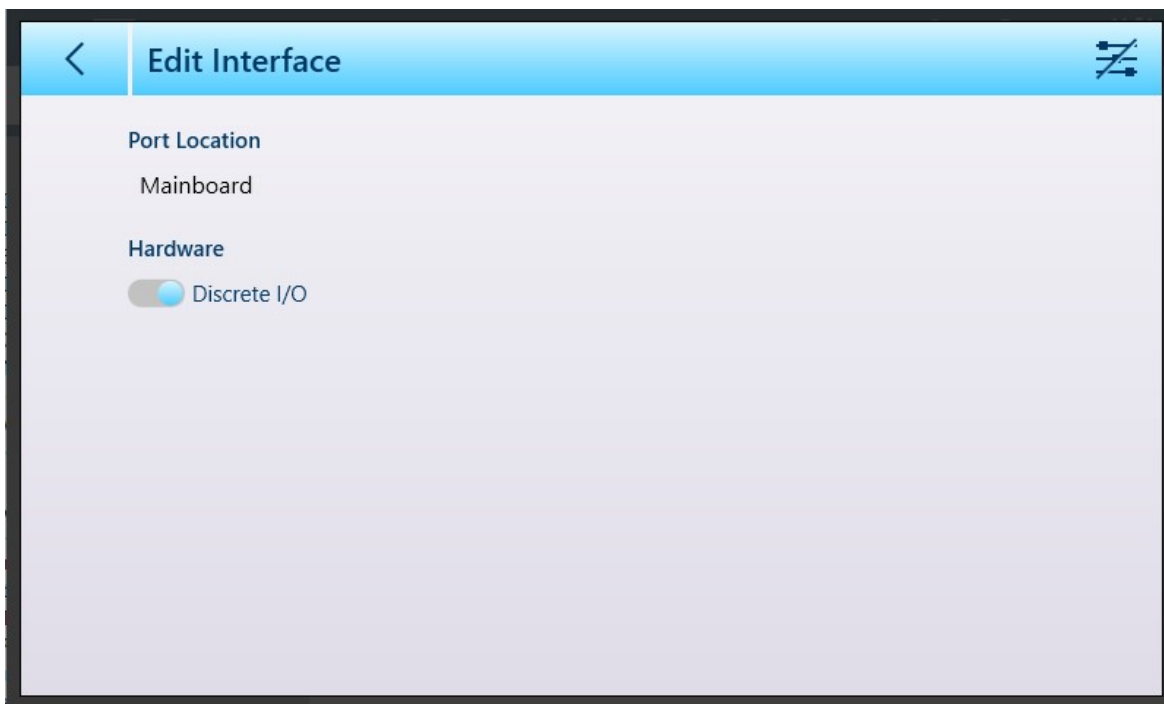 Edit Interface
Port Location
Mainboard
Hardware
Discrete I/O